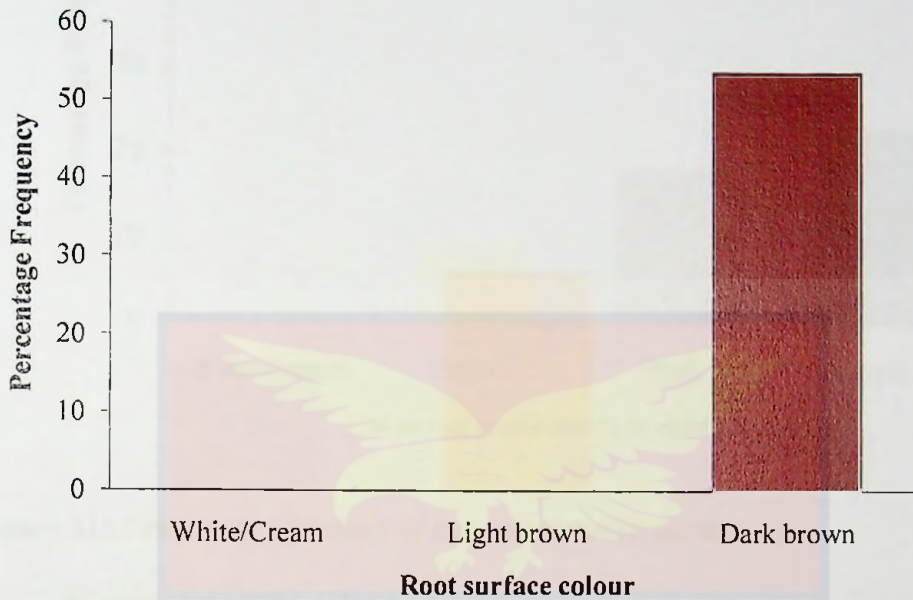 Percentage Frequency
60
50
40
30
20
10
0
White/Cream
Light brown
Dark brown
Root surface colour